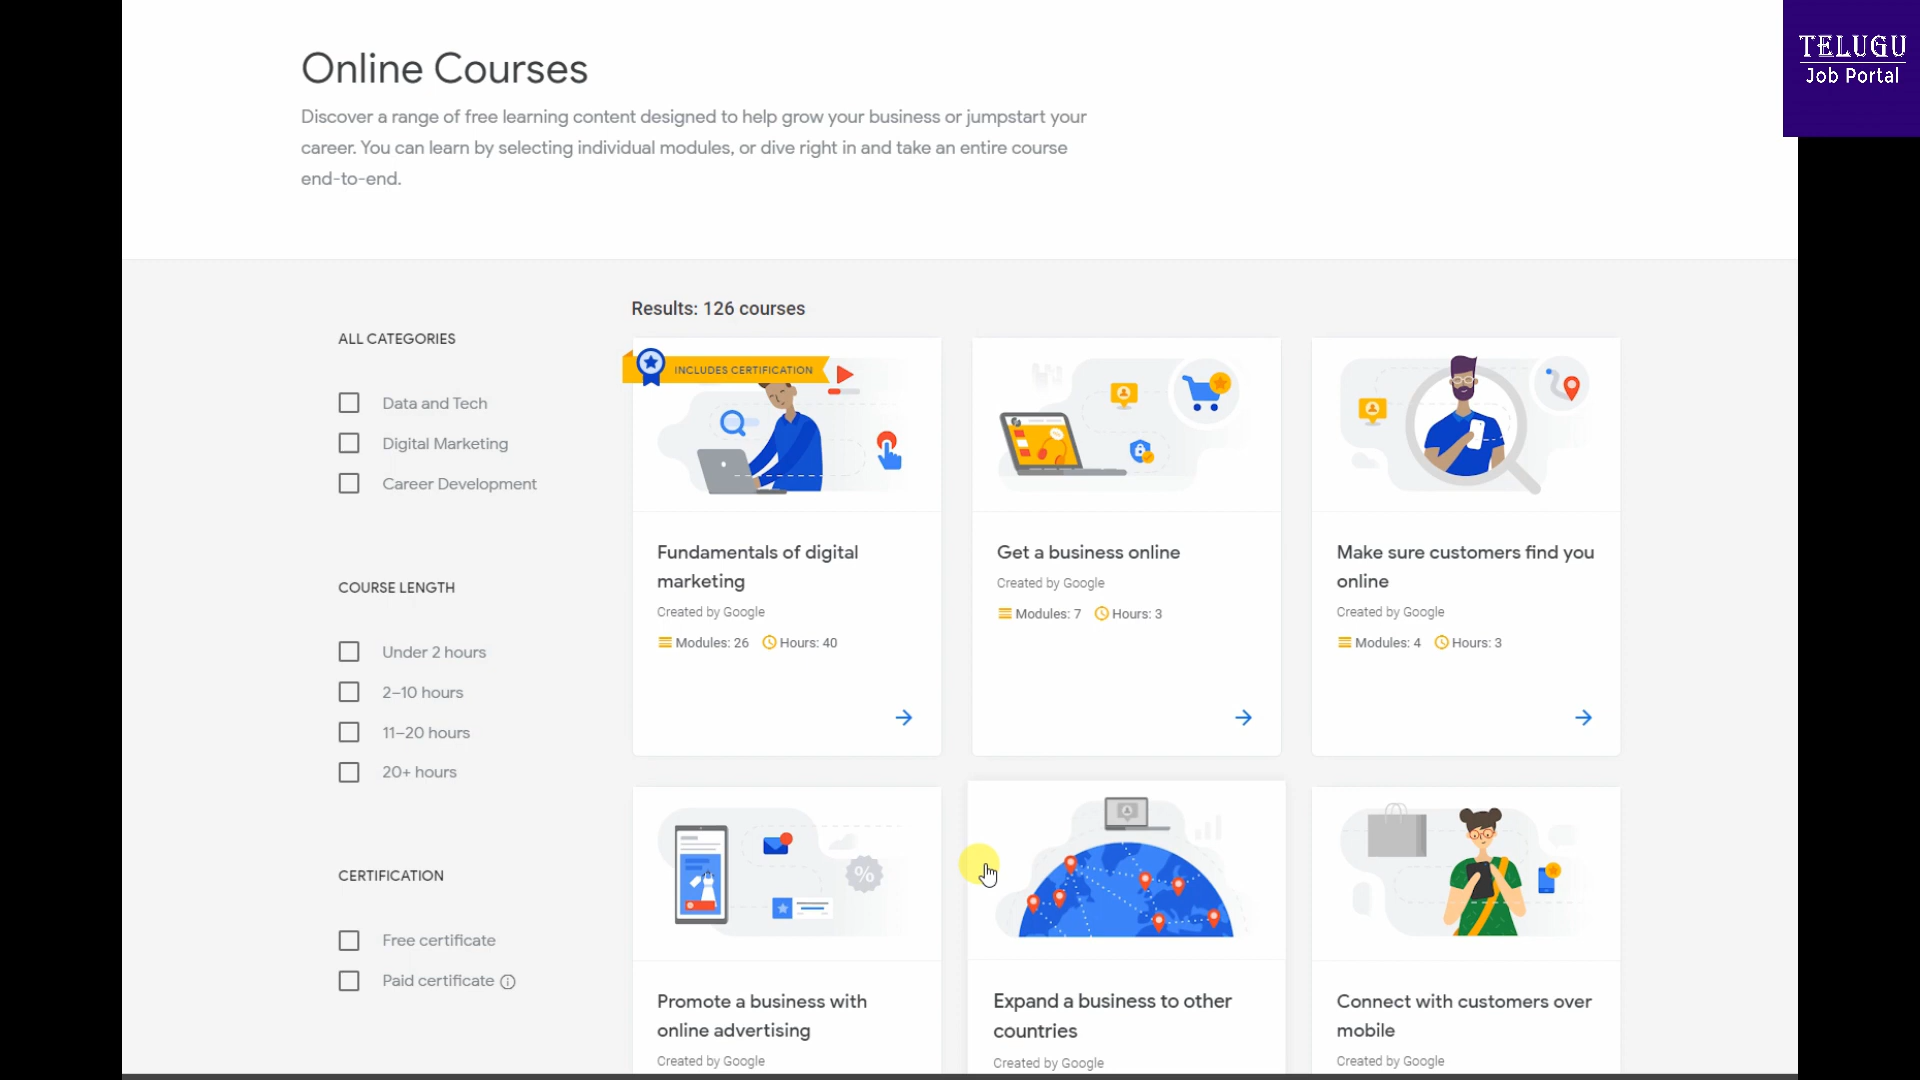 TELUGU
Job Portal
Online Courses
Discover a range of free learning content designed to help grow your business or jumpstart your
career. You can learn by selecting individual modules, or dive right in and take an entire course
end-to-end.
Results: 126 courses
ALL CATEGORIES
Data and Tech
Digital Marketing
Career Development
COURSE LENGTH
Under 2 hours
2–10 hours
11–20 hours
20+ hours
CERTIFICATION
Free certificate
Paid certificate
INCLUDES CERTIFICATION
Fundamentals of digital
marketing
Created by Google
Modules: 26 Hours: 40
Get a business online
Created by Google
Modules: 7 Hours: 3
Make sure customers find you
online
Created by Google
Modules: 4 Hours: 3
%
Promote a business with
online advertising
Created by Google
Expand a business to other
countries
Created by Google
Connect with customers over
mobile
Created by Google